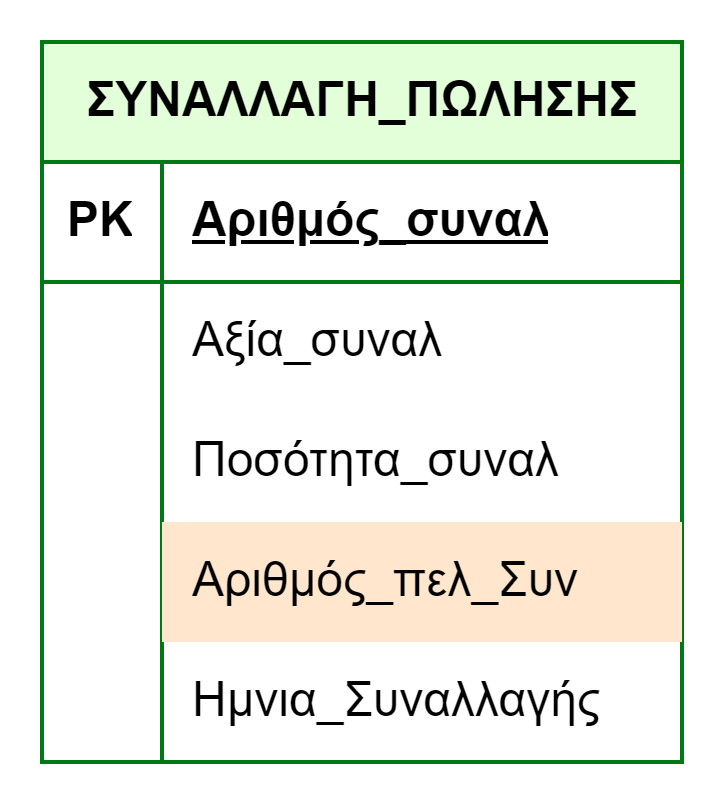 ΣΥΝΑΛΛΑΓΗ_ΠΩΛΗΣΗΣ
PK Αριθμός_συναλ
Αξία_συναλ
Ποσότητα_συναλ
Αριθμός_πελ_Συν
Ημνια_Συναλλαγής